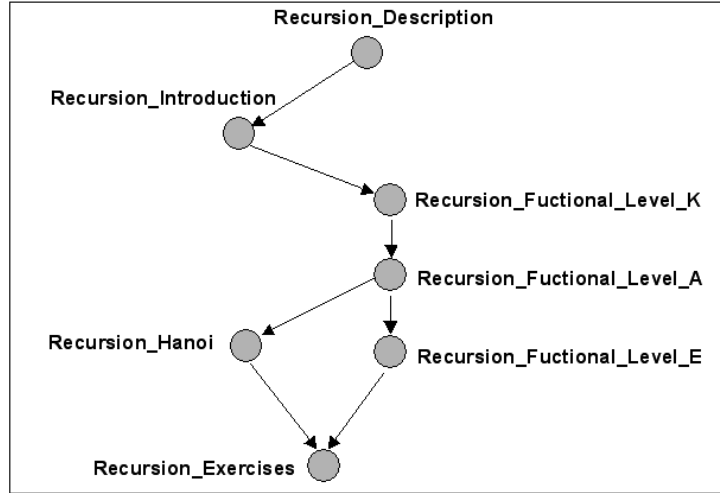 Recursion_Description
Recursion_Introduction
Recursion_Fuctional_Level_K
Recursion_Fuctional_Level_A
Recursion_Hanoi
Recursion_Fuctional_Level_E
Recursion_Exercises